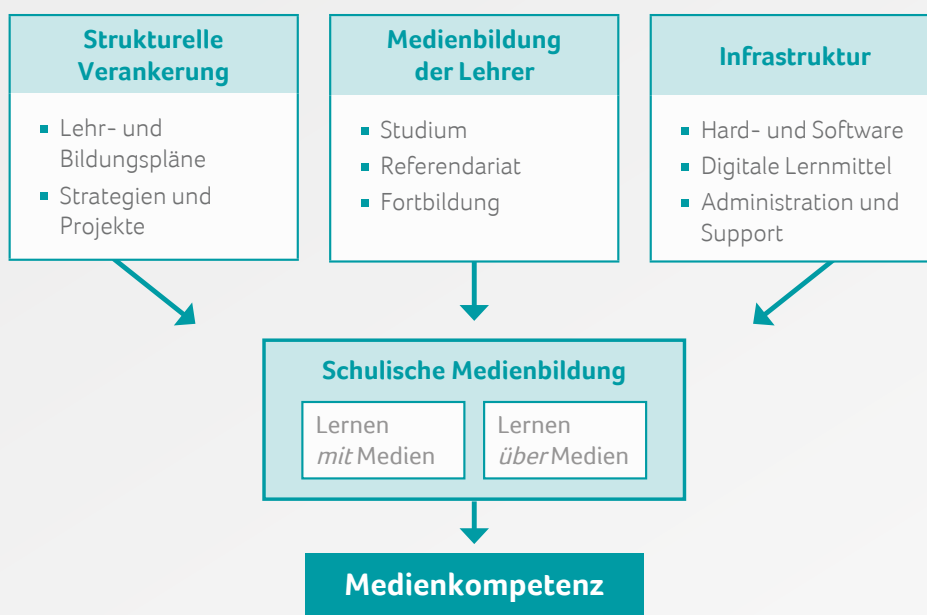 Strukturelle
Verankerung
▪ Lehr- und
Bildungspläne
▪ Strategien und
Projekte
Medienbildung
der Lehrer
▪ Studium
▪ Referendariat
▪ Fortbildung
Infrastruktur
▪ Hard- und Software
▪ Digitale Lernmittel
▪ Administration und
Support
Schulische Medienbildung
Lernen
mit Medien
Lernen
über Medien
Medienkompetenz